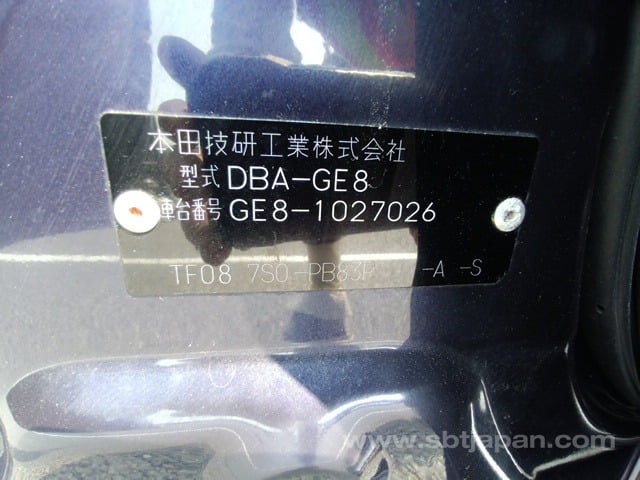 本田技研工業株式会社
型式 DBA-GE8
車台番号 GE8-1027026
TF08 7S0-PB83P -A -S
www.sbtjapan.com